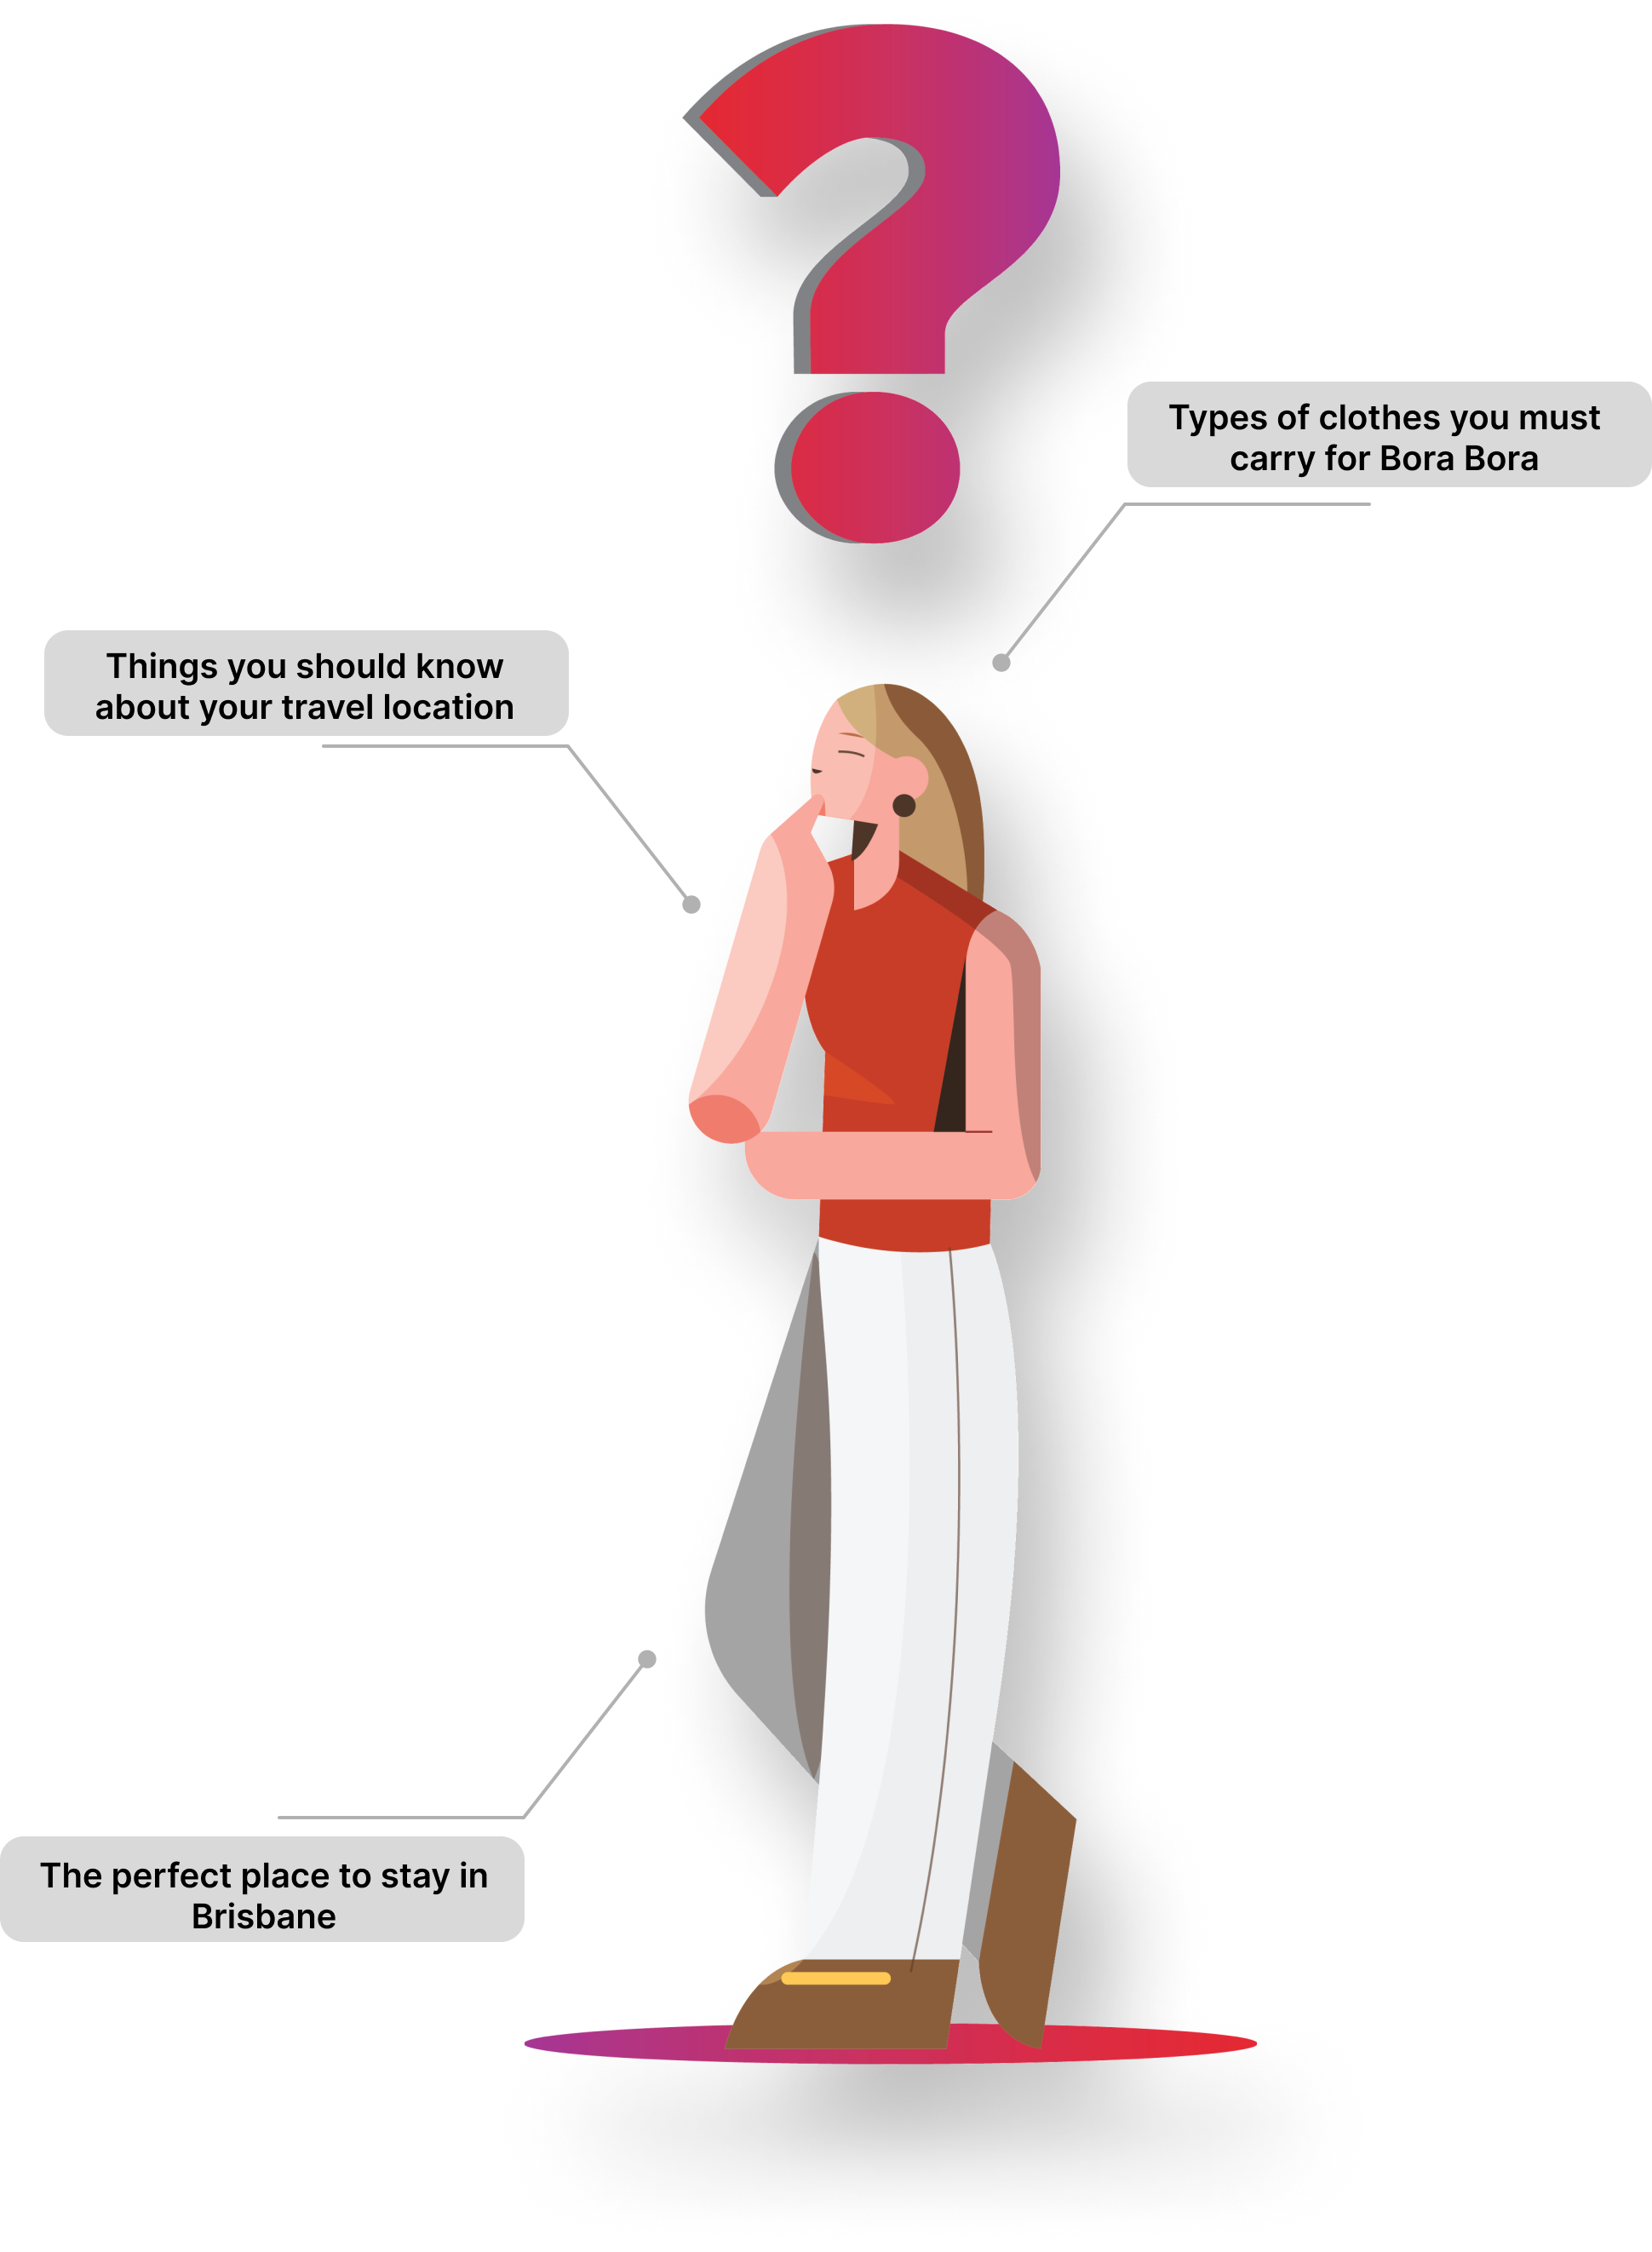 Types of clothes you must
carry for Bora Bora
Things you should know
about your travel location
The perfect place to stay in
Brisbane